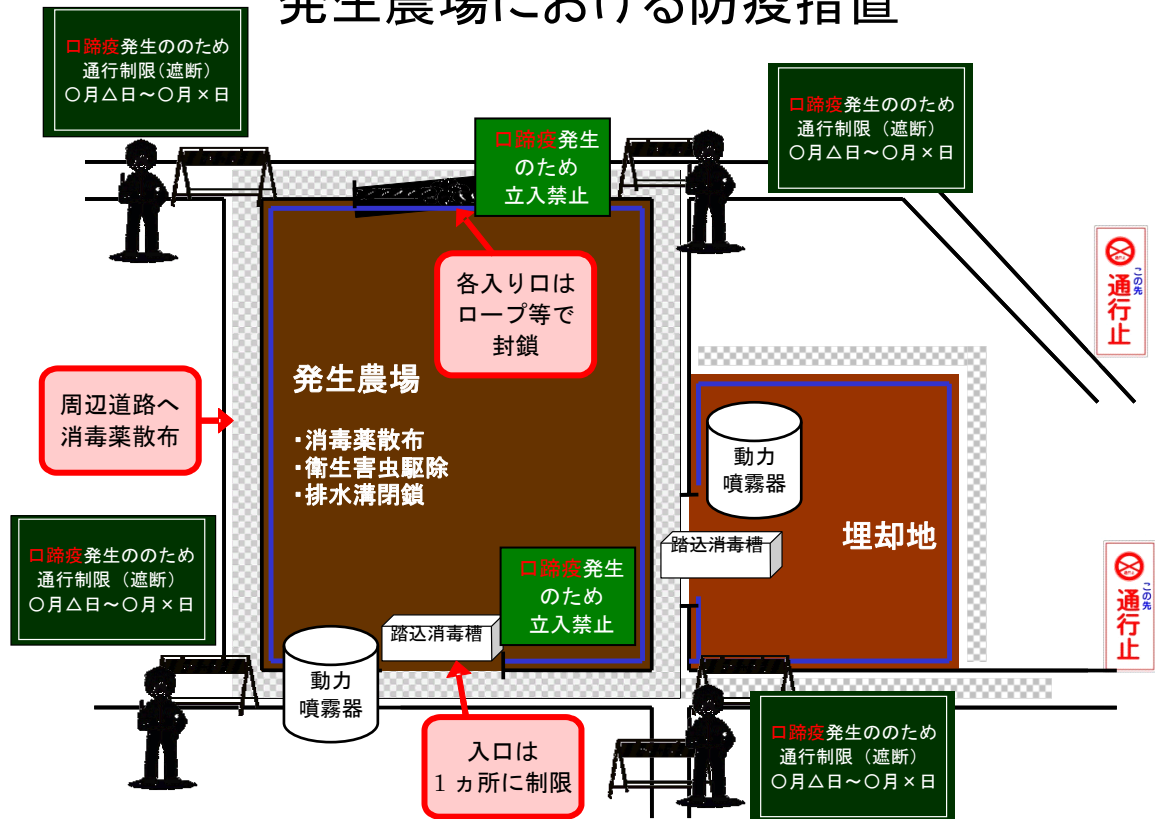 発生農場における防疫措置
口蹄疫発生ののため
通行制限(遮断)
〇月△日～〇月×日
口蹄疫発生ののため
通行制限（遮断）
〇月△日～〇月×日
口蹄疫発生
のため
立入禁止
各入り口は
ロープ等で
封鎖
この先
通行止
発生農場
・消毒薬散布
・衛生害虫駆除
・排水溝閉鎖
周辺道路へ
消毒薬散布
動力
噴霧器
踏込消毒槽
埋却地
口蹄疫発生ののため
通行制限（遮断）
〇月△日～〇月×日
口蹄疫発生
のため
立入禁止
この先
通行止
踏込消毒槽
動力
噴霧器
入口は
1ヵ所に制限
口蹄疫発生ののため
通行制限（遮断）
〇月△日～〇月×日